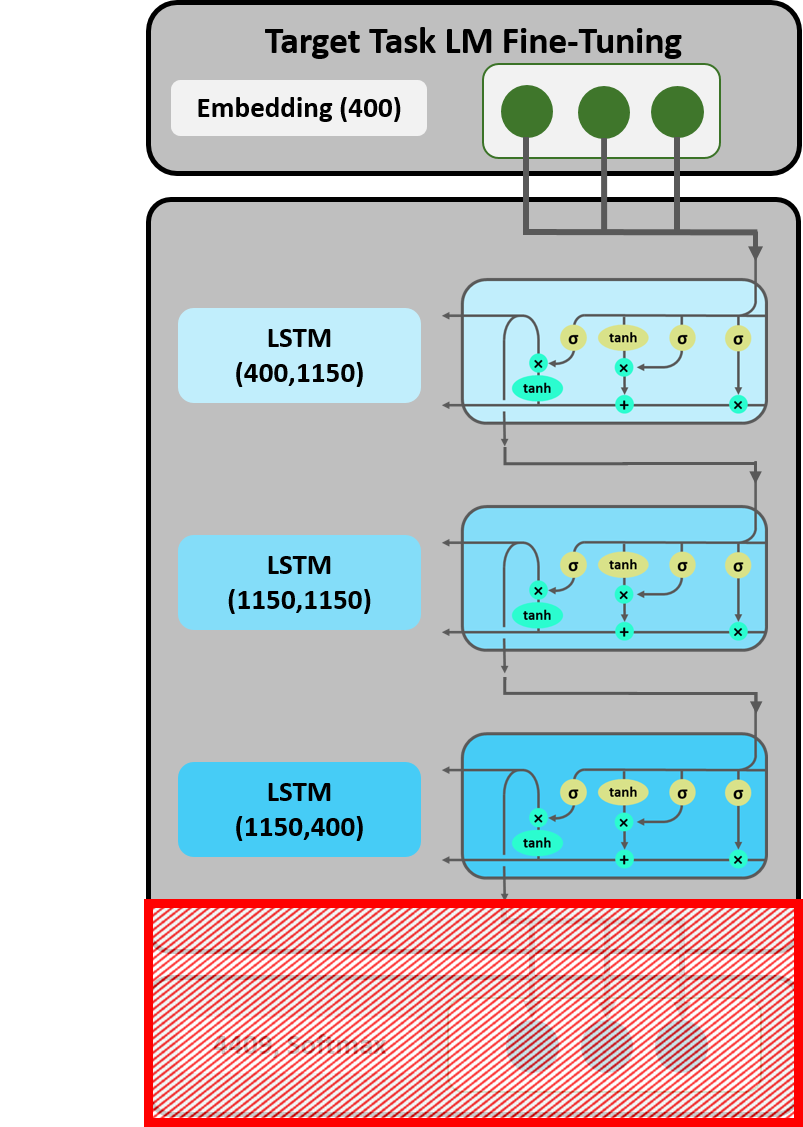 Target Task LM Fine-Tuning
Embedding (400)
LSTM
(400,1150)
σ tanh σ σ
× × tanh + ×
LSTM
(1150,1150)
σ tanh σ σ
× × tanh + ×
LSTM
(1150,400)
σ tanh σ σ
× × tanh + ×
4409, Softmax